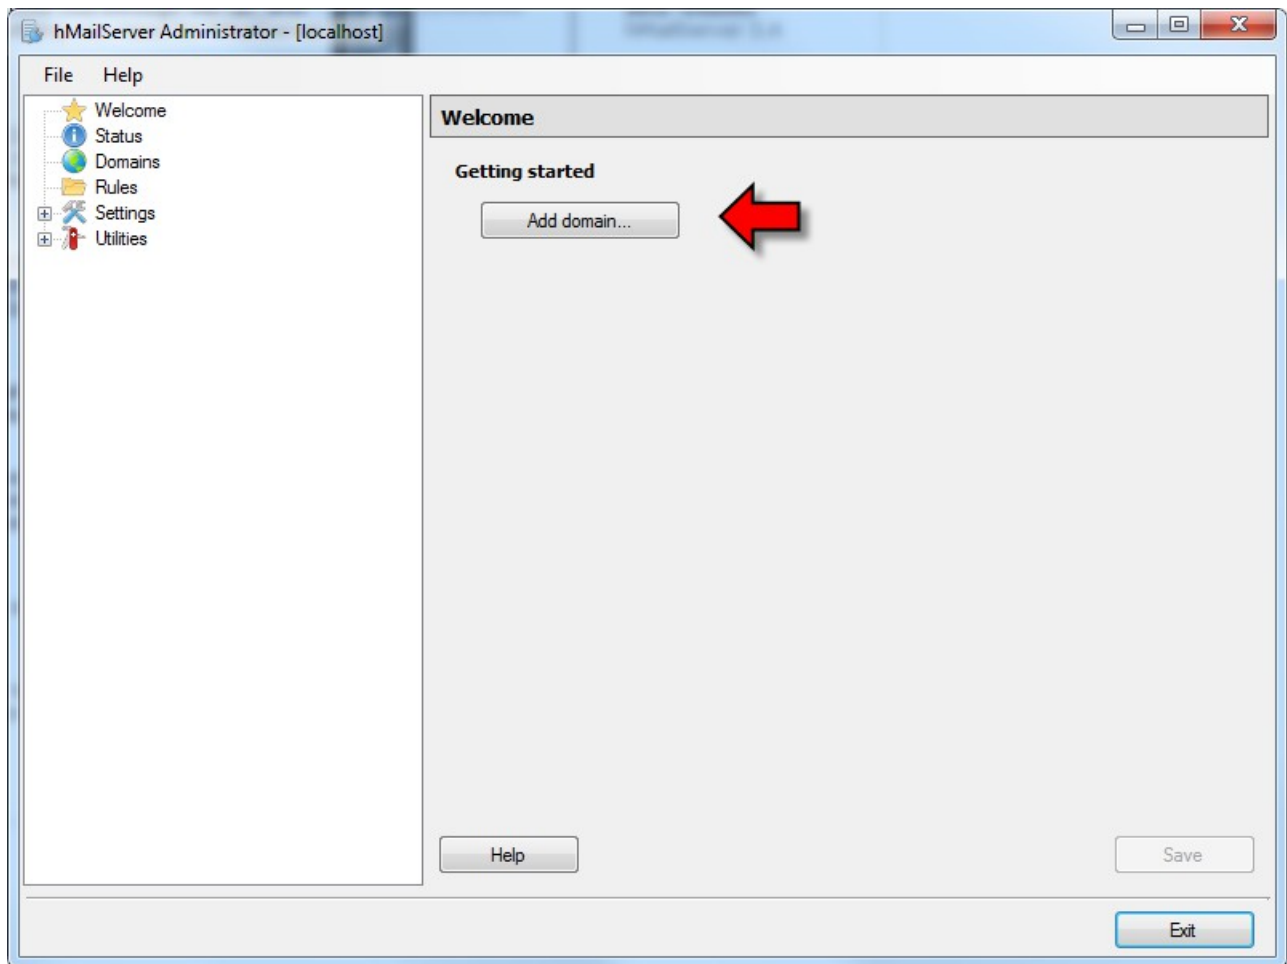 hMailServer Administrator - [localhost]
File Help
Welcome
Status
Domains
Rules
Settings
Utilities
Welcome
Getting started
Add domain...
Help
Save
Exit